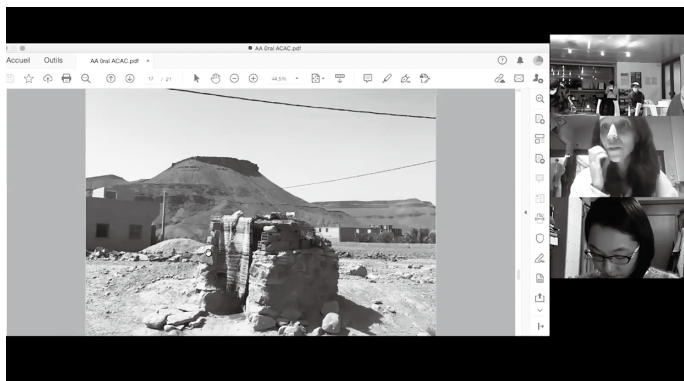 AA 0ral ACAC.pdf
Accueil Outils AA 0ral ACAC.pdf ×
17 / 21 44,5%